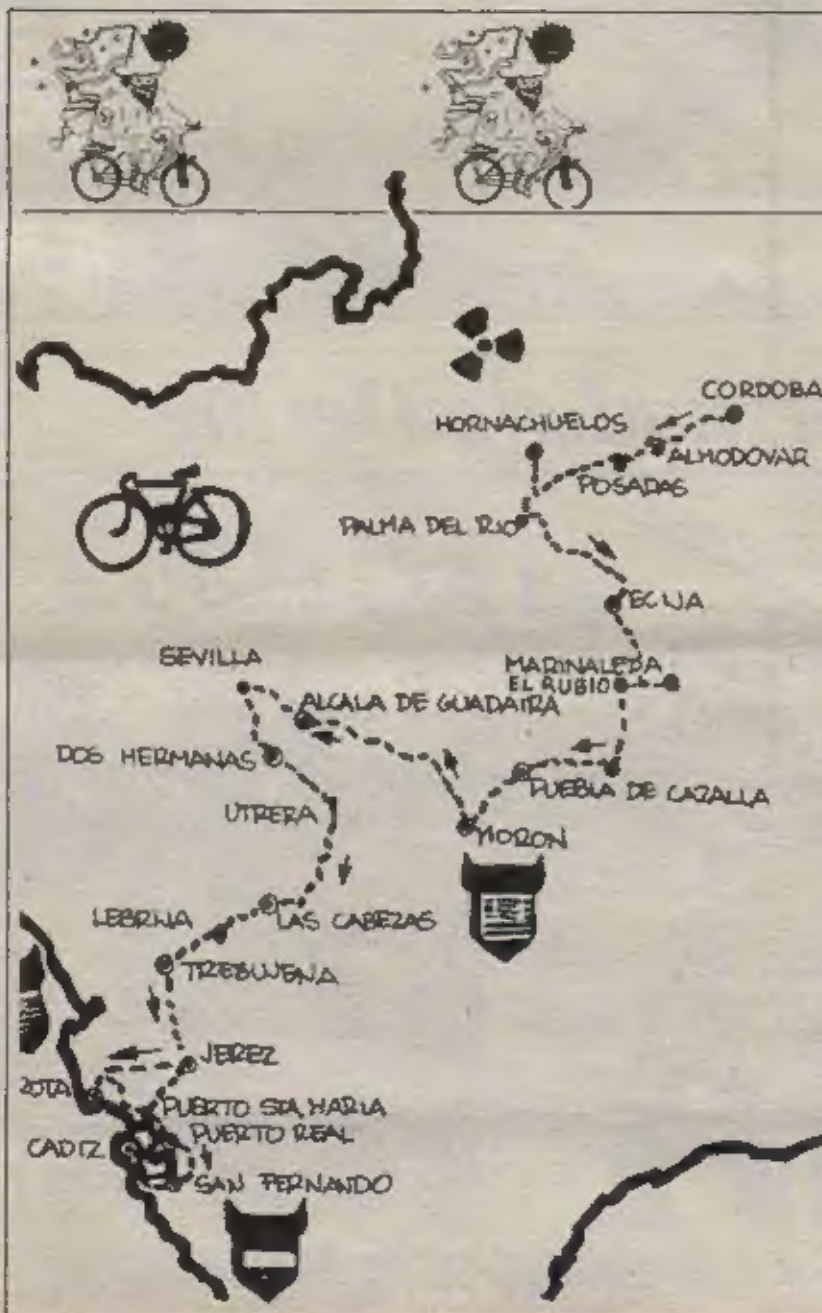 CORDOBA
HORNACHUELOS
ALMODOVAR
POSADAS
PALMA DEL RIO
ECIJA
SEVILLA
MARINALEDA
EL RUBIO
ALCALA DE GUADAIRA
DOS HERMANAS
PUEBLA DE CAZALLA
UTRERA
MORON
LEBRIJA
LAS CABEZAS
TREBUJENA
JEREZ
ROTA
PUERTO STA. MARIA
PUERTO REAL
CADIZ
SAN FERNANDO